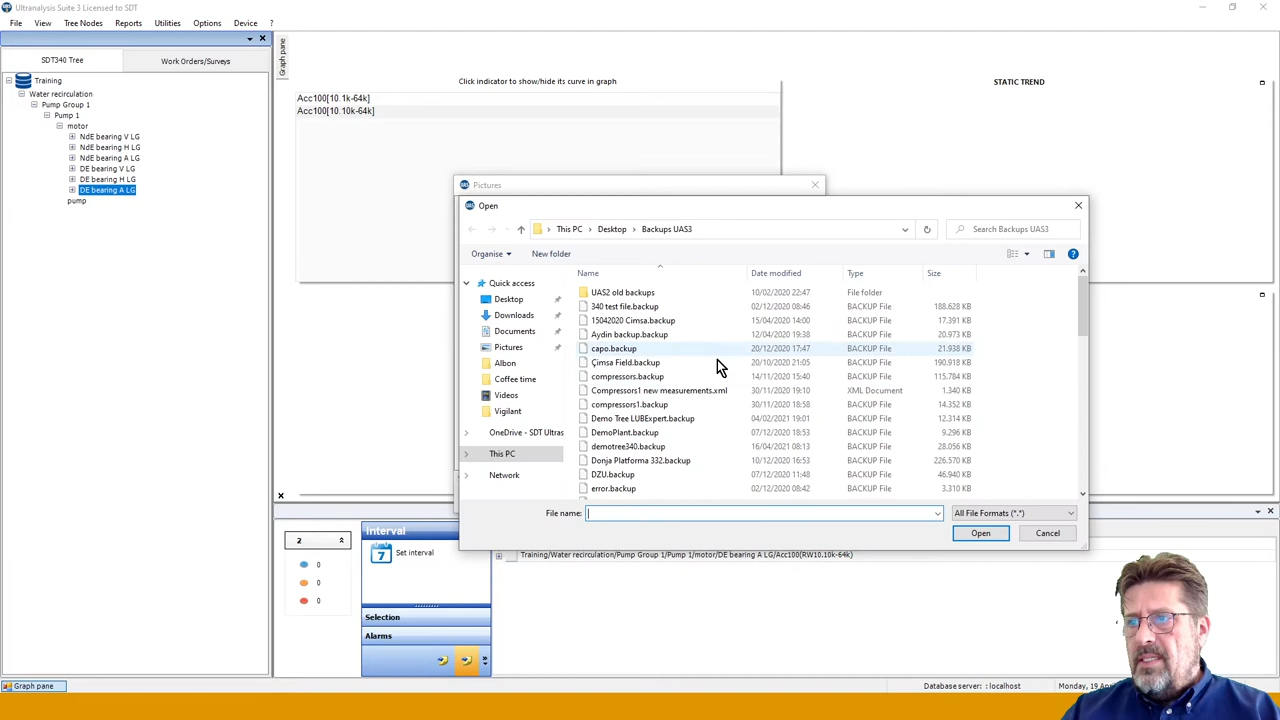 Ultranalysis Suite 3 Licensed to SDT
File View Tree Nodes Reports Utilities Options Device ?
SDT340 Tree
Work Orders/Surveys
Training
Water recirculation
Pump Group 1
Pump 1
motor
NdE bearing V LG
NdE bearing H LG
NdE bearing A LG
DE bearing V LG
DE bearing H LG
DE bearing A LG
pump
Graph pane
Click indicator to show/hide its curve in graph
STATIC TREND
Acc100[10.1k-64k]
Acc100[10.10k-64k]
Pictures
Open
This PC > Desktop > Backups UAS3
Search Backups UAS3
Organise New folder
Quick access
Desktop
Downloads
Documents
Pictures
Albon
Coffee time
Videos
Vigilant
OneDrive - SDT Ultras
This PC
Network
Name Date modified Type Size
UAS2 old backups 10/02/2020 22:47 File folder
340 test file.backup 02/12/2020 08:46 BACKUP File 188.628 KB
15042020 Cimsa.backup 15/04/2020 14:00 BACKUP File 17.391 KB
Aydin backup.backup 12/04/2020 19:38 BACKUP File 20.973 KB
capo.backup 20/12/2020 17:47 BACKUP File 21.938 KB
Çimsa Field.backup 20/10/2020 21:05 BACKUP File 190.918 KB
compressors.backup 14/11/2020 15:40 BACKUP File 115.784 KB
Compressors1 new measurements.xml 30/11/2020 19:10 XML Document 1.340 KB
compressors1.backup 30/11/2020 18:58 BACKUP File 14.352 KB
Demo Tree LUBExpert.backup 04/02/2021 19:01 BACKUP File 12.314 KB
DemoPlant.backup 07/12/2020 18:53 BACKUP File 9.296 KB
demotree340.backup 16/04/2021 08:13 BACKUP File 28.056 KB
Donja Platforma 332.backup 10/12/2020 16:53 BACKUP File 226.570 KB
DZU.backup 07/12/2020 11:48 BACKUP File 46.940 KB
error.backup 02/12/2020 08:42 BACKUP File 3.310 KB
File name:
All File Formats (*.*)
Open
Cancel
2
0
0
0
Interval
7 Set interval
Selection
Alarms
Training/Water recirculation/Pump Group 1/Pump 1/motor/DE bearing A LG/Acc100(RW10.10k-64k)
Graph pane
Database server: : localhost
Monday, 19 Ap